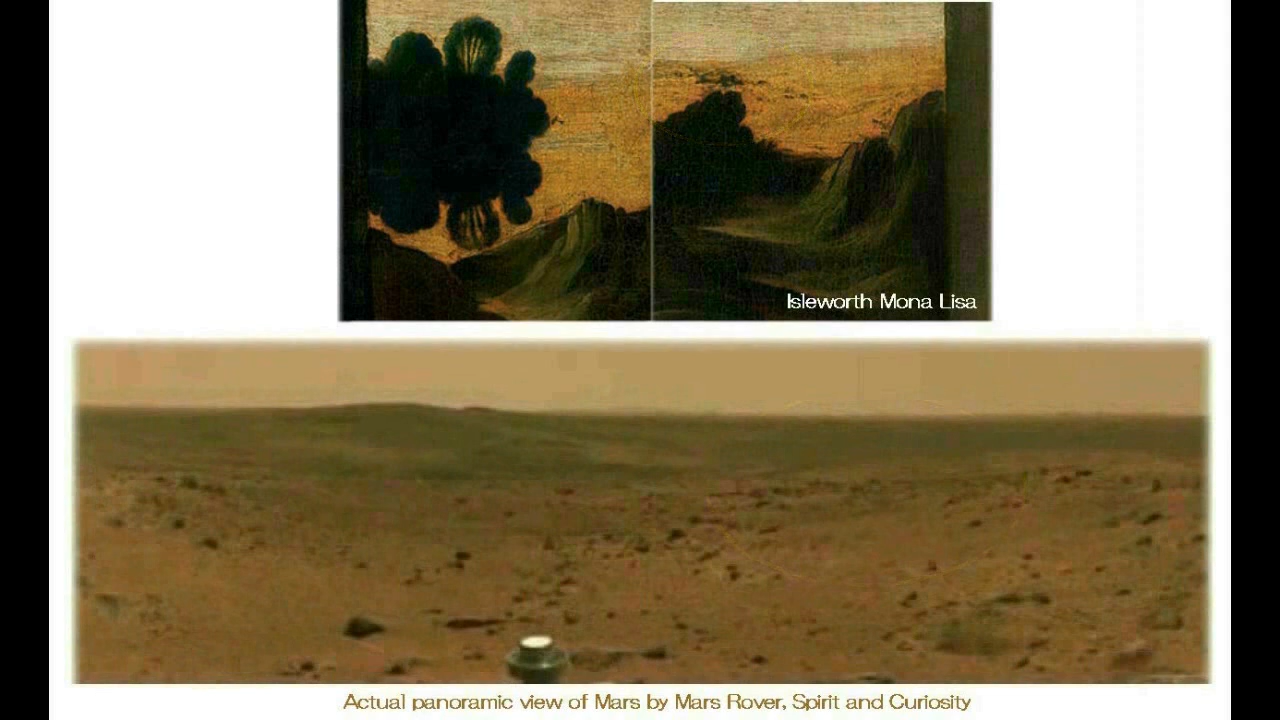 Isleworth Mona Lisa
Actual panoramic view of Mars by Mars Rover, Spirit and Curiosity